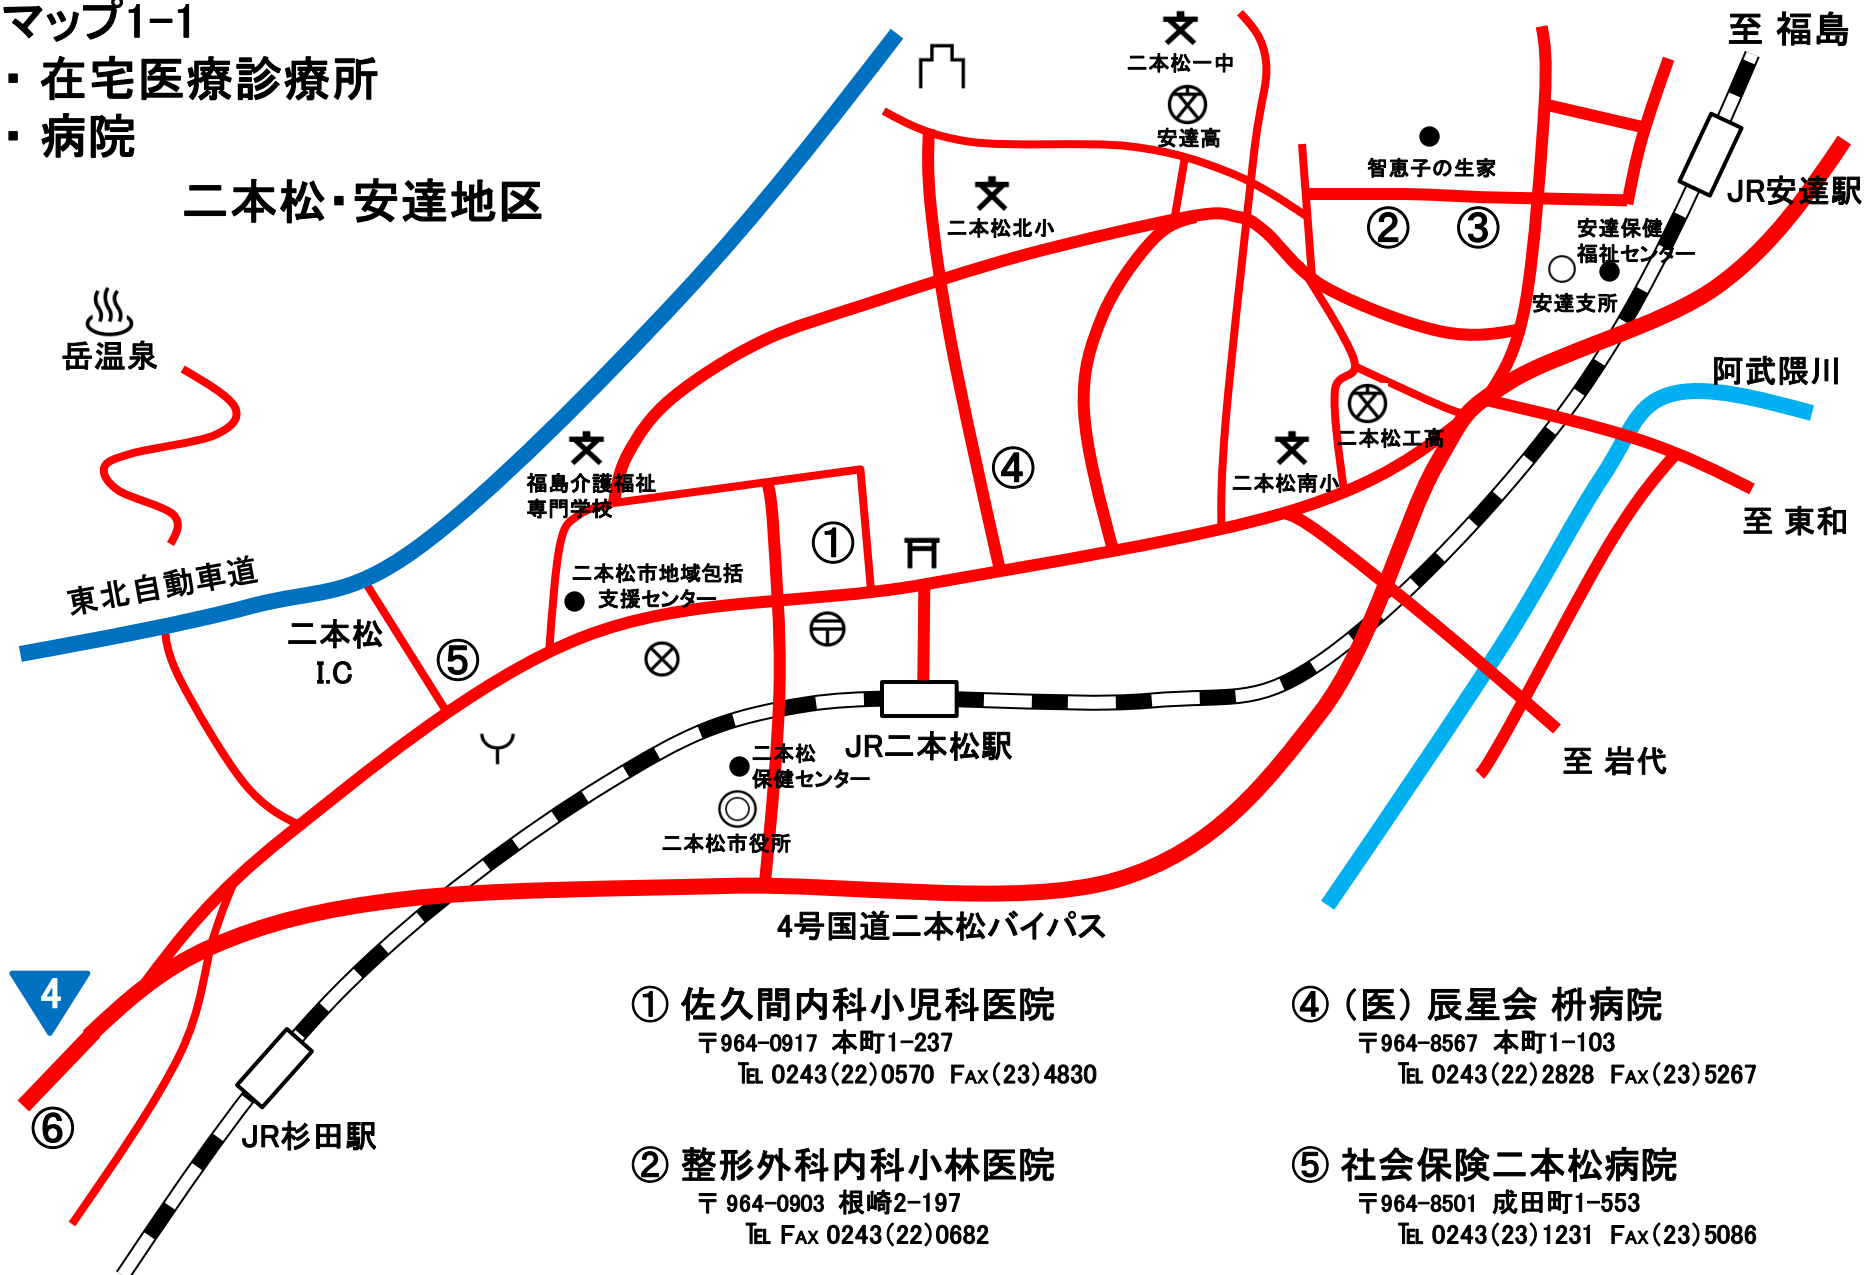 マップ1-1
・在宅医療診療所
・病院
二本松・安達地区
至 福島
二本松一中
安達高
智恵子の生家
JR安達駅
二本松北小
②
③
安達保健
福祉センター
安達支所
岳温泉
阿武隈川
二本松工高
福島介護福祉
専門学校
④
二本松南小
至 東和
①
東北自動車道
二本松市地域包括
支援センター
二本松
I.C
⑤
JR二本松駅
二本松
保健センター
至 岩代
二本松市役所
4号国道二本松バイパス
4
⑥
JR杉田駅
① 佐久間内科小児科医院
〒964-0917 本町1-237
TEL 0243(22)0570 FAX(23)4830
② 整形外科内科小林医院
〒 964-0903 根崎2-197
TEL FAX 0243(22)0682
④ (医) 辰星会 枡病院
〒964-8567 本町1-103
TEL 0243(22)2828 FAX(23)5267
⑤ 社会保険二本松病院
〒964-8501 成田町1-553
TEL 0243(23)1231 FAX(23)5086